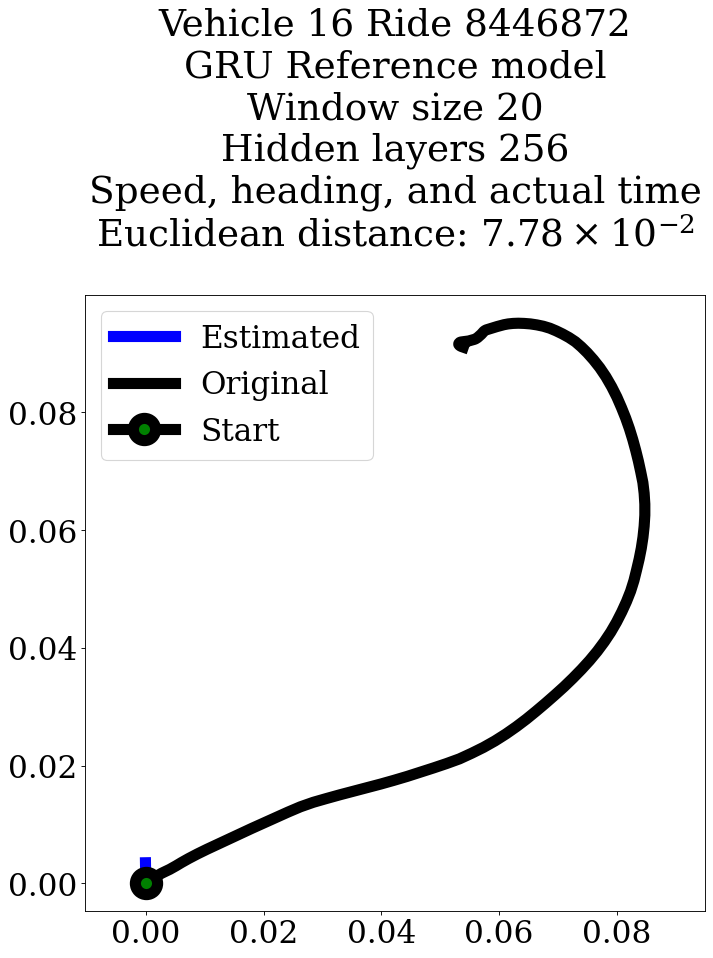 Vehicle 16 Ride 8446872
GRU Reference model
Window size 20
Hidden layers 256
Speed, heading, and actual time
Euclidean distance: 7.78 × 10⁻²
Estimated
Original
Start
0.08
0.06
0.04
0.02
0.00
0.00 0.02 0.04 0.06 0.08